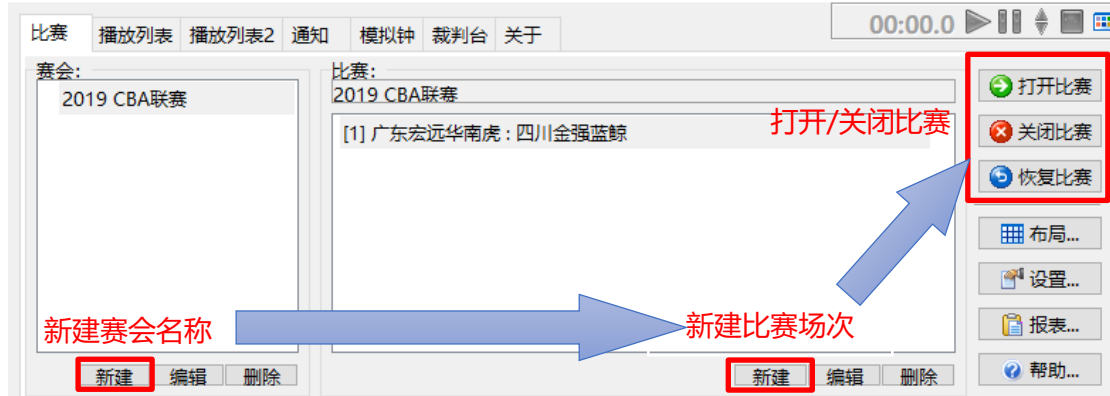 比赛 播放列表 播放列表2 通知 模拟钟 裁判台 关于
00:00.0
赛会: 比赛:
2019 CBA联赛 2019 CBA联赛
[1] 广东宏远华南虎 : 四川金强蓝鲸
打开/关闭比赛
打开比赛
关闭比赛
恢复比赛
布局...
设置...
报表...
帮助...
新建赛会名称 新建比赛场次
新建 编辑 删除 新建 编辑 删除